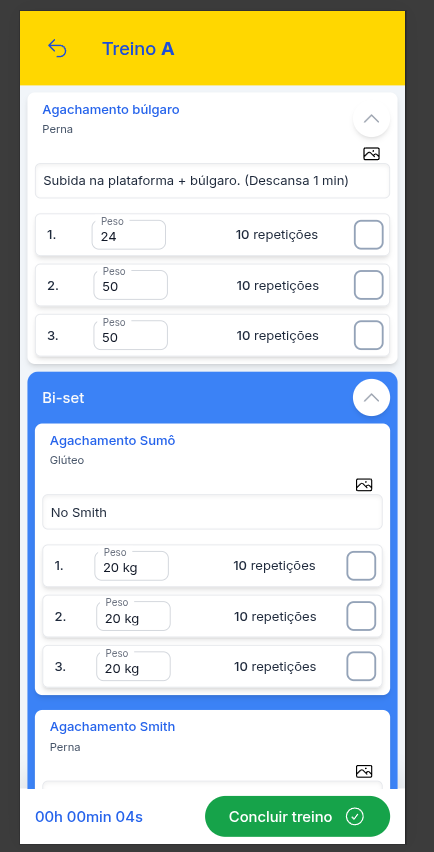 Treino A
Agachamento búlgaro
Perna
Subida na plataforma + búlgaro. (Descansa 1 min)
Peso
1. 24 10 repetições
Peso
2. 50 10 repetições
Peso
3. 50 10 repetições
Bi-set
Agachamento Sumô
Glúteo
No Smith
Peso
1. 20 kg 10 repetições
Peso
2. 20 kg 10 repetições
Peso
3. 20 kg 10 repetições
Agachamento Smith
Perna
00h 00min 04s Concluir treino